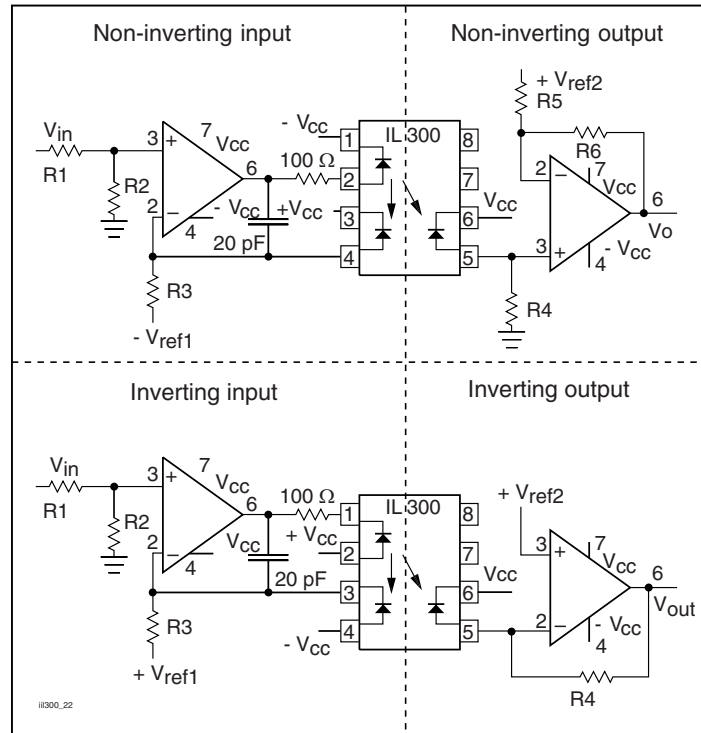 Non-inverting input
Non-inverting output
Vin
R1
R2
3
+
7
Vcc
6
2
–
4
- Vcc
20 pF
R3
- Vref1
100 Ω
- Vcc
+Vcc
IL 300
1
2
3
4
8
7
6
5
Vcc
+ Vref2
R5
R6
2
–
7
Vcc
6
Vo
3
+
4
- Vcc
R4
Inverting input
Inverting output
Vin
R1
R2
3
+
7
Vcc
6
2
–
4
Vcc
20 pF
R3
+ Vref1
100 Ω
+ Vcc
- Vcc
IL 300
1
2
3
4
8
7
6
5
Vcc
+ Vref2
3
+
7
Vcc
6
Vout
2
–
- Vcc
4
R4
iil300_22